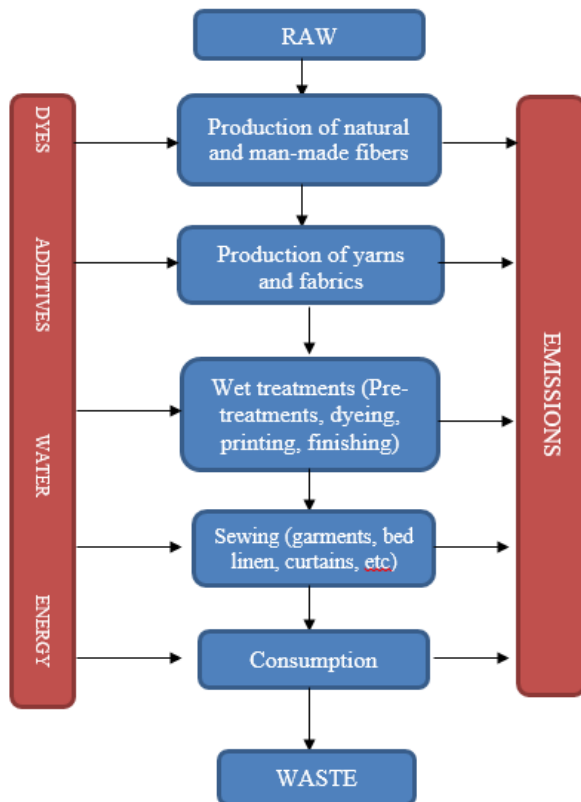 RAW
DYES
ADDITIVES
WATER
ENERGY
Production of natural
and man-made fibers
Production of yarns
and fabrics
Wet treatments (Pre-
treatments, dyeing,
printing, finishing)
Sewing (garments, bed
linen, curtains, etc)
Consumption
WASTE
EMISSIONS